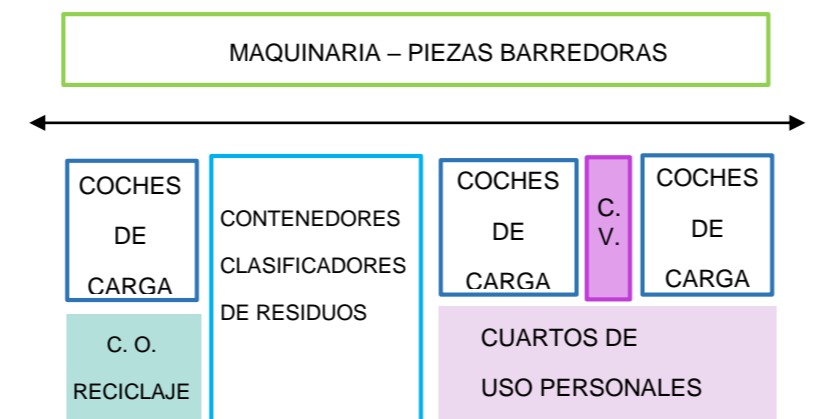 MAQUINARIA – PIEZAS BARREDORAS
COCHES
DE
CARGA
CONTENEDORES
CLASIFICADORES
DE RESIDUOS
COCHES
DE
CARGA
C.
V.
COCHES
DE
CARGA
C. O.
RECICLAJE
CUARTOS DE
USO PERSONALES